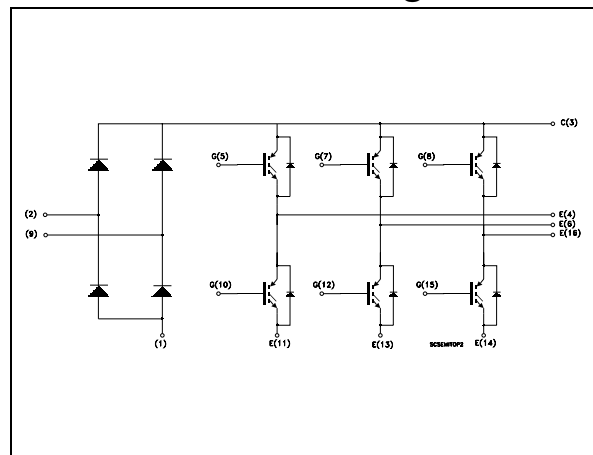 C(3)
G(5) G(7) G(8)
(2) E(4)
E(6)
(9) E(16)
G(10) G(12) G(15)
(1) E(11) E(13) SCSEMITOP2 E(14)